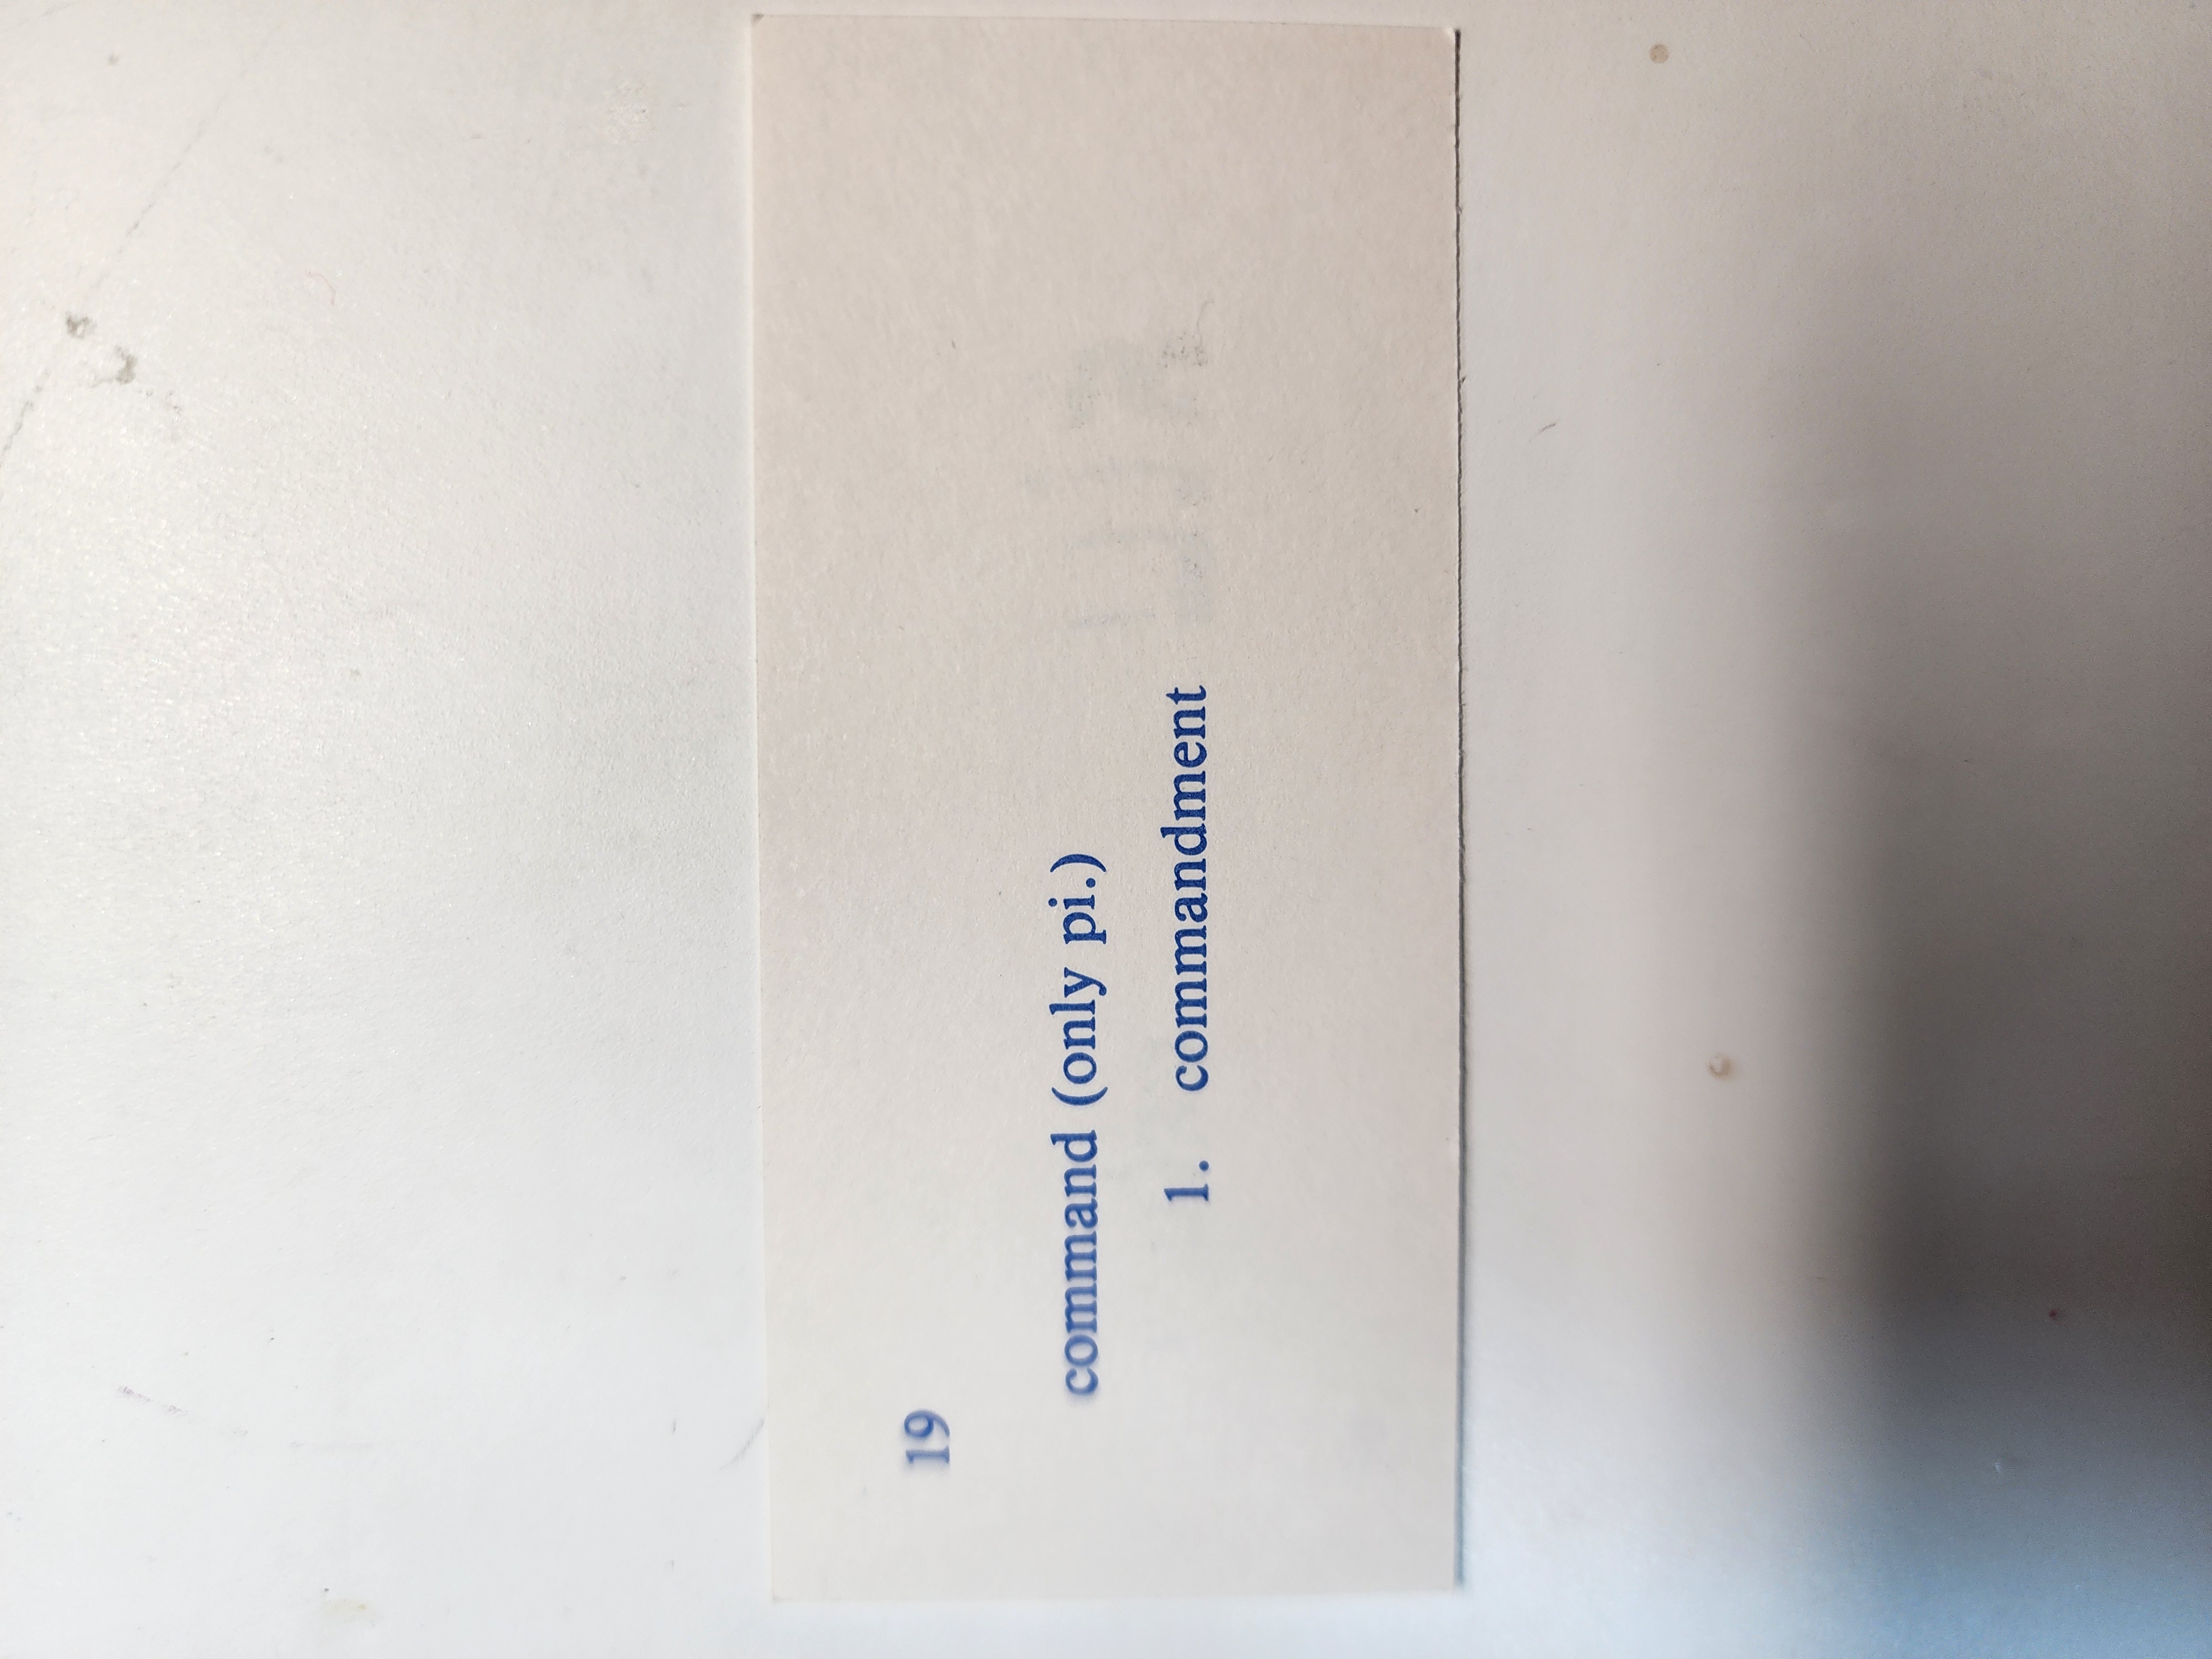 19
command (only pi.)
1. commandment